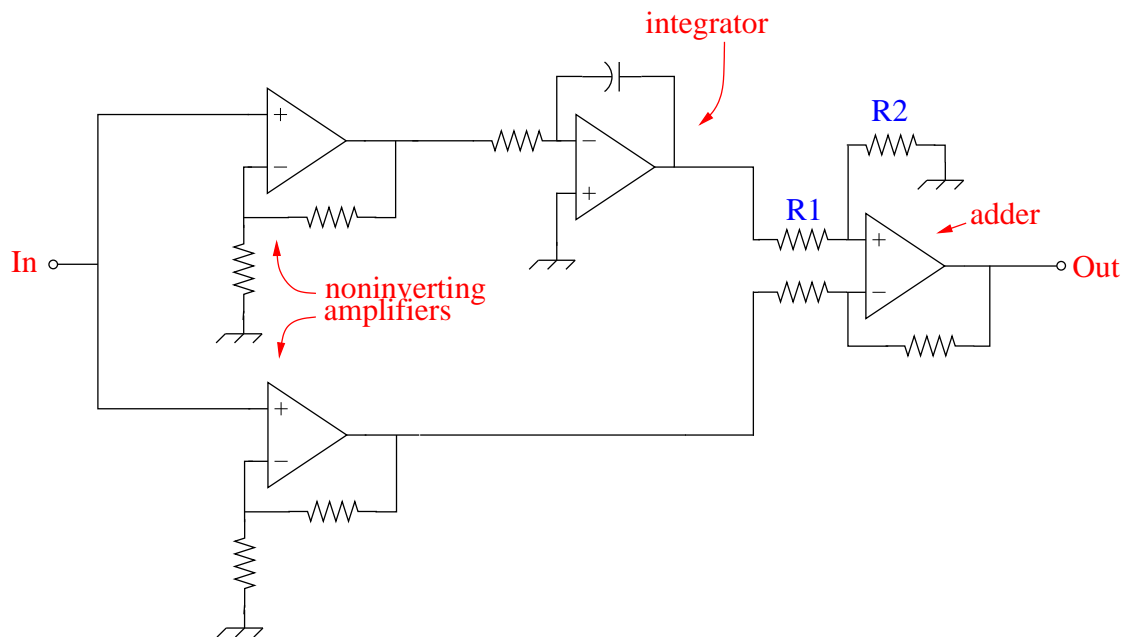 integrator
R2
R1
adder
In
Out
noninverting
amplifiers